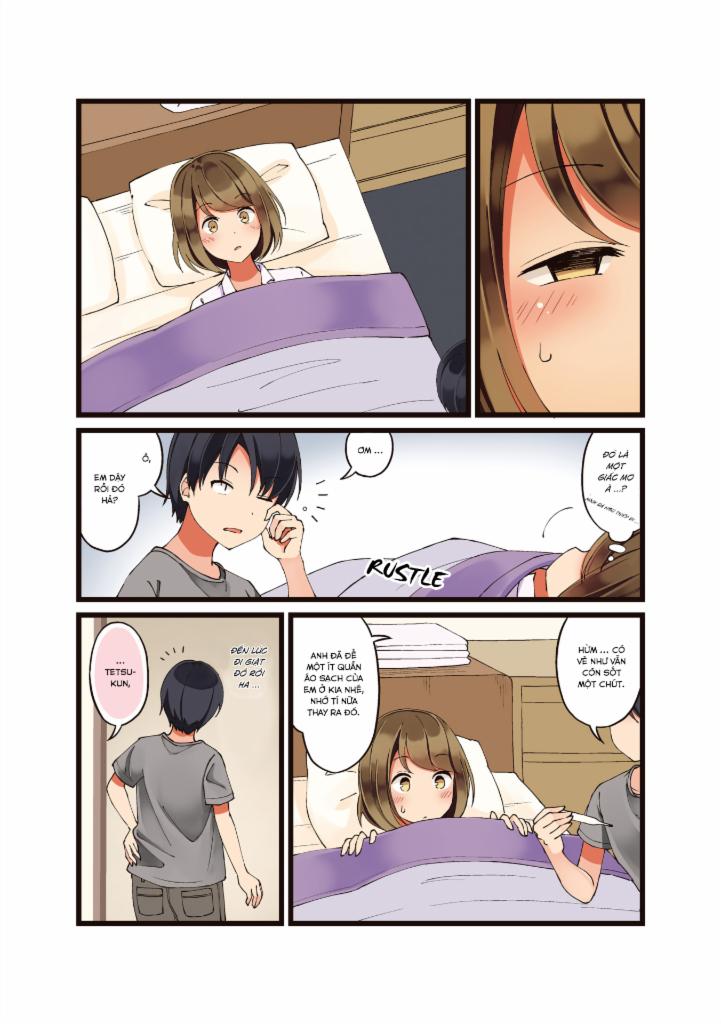 Ồ,
EM DẬY
RỒI ĐÓ
HẢ?
ƠM ...
ĐÓ LÀ
MỘT
GIẤC MƠ
À ...?
RUSTLE
...
TETSU-
KUN,
ĐẾN LÚC
ĐI GIẶT
ĐỒ RỒI
HA ...
ANH ĐÃ ĐỂ
MỘT ÍT QUẦN
ÁO SẠCH CỦA
EM Ở KIA NHÉ,
NHỚ TÍ NỮA
THAY RA ĐÓ.
HỪM ... CÓ
VẺ NHƯ VẪN
CÒN SỐT
MỘT CHÚT.